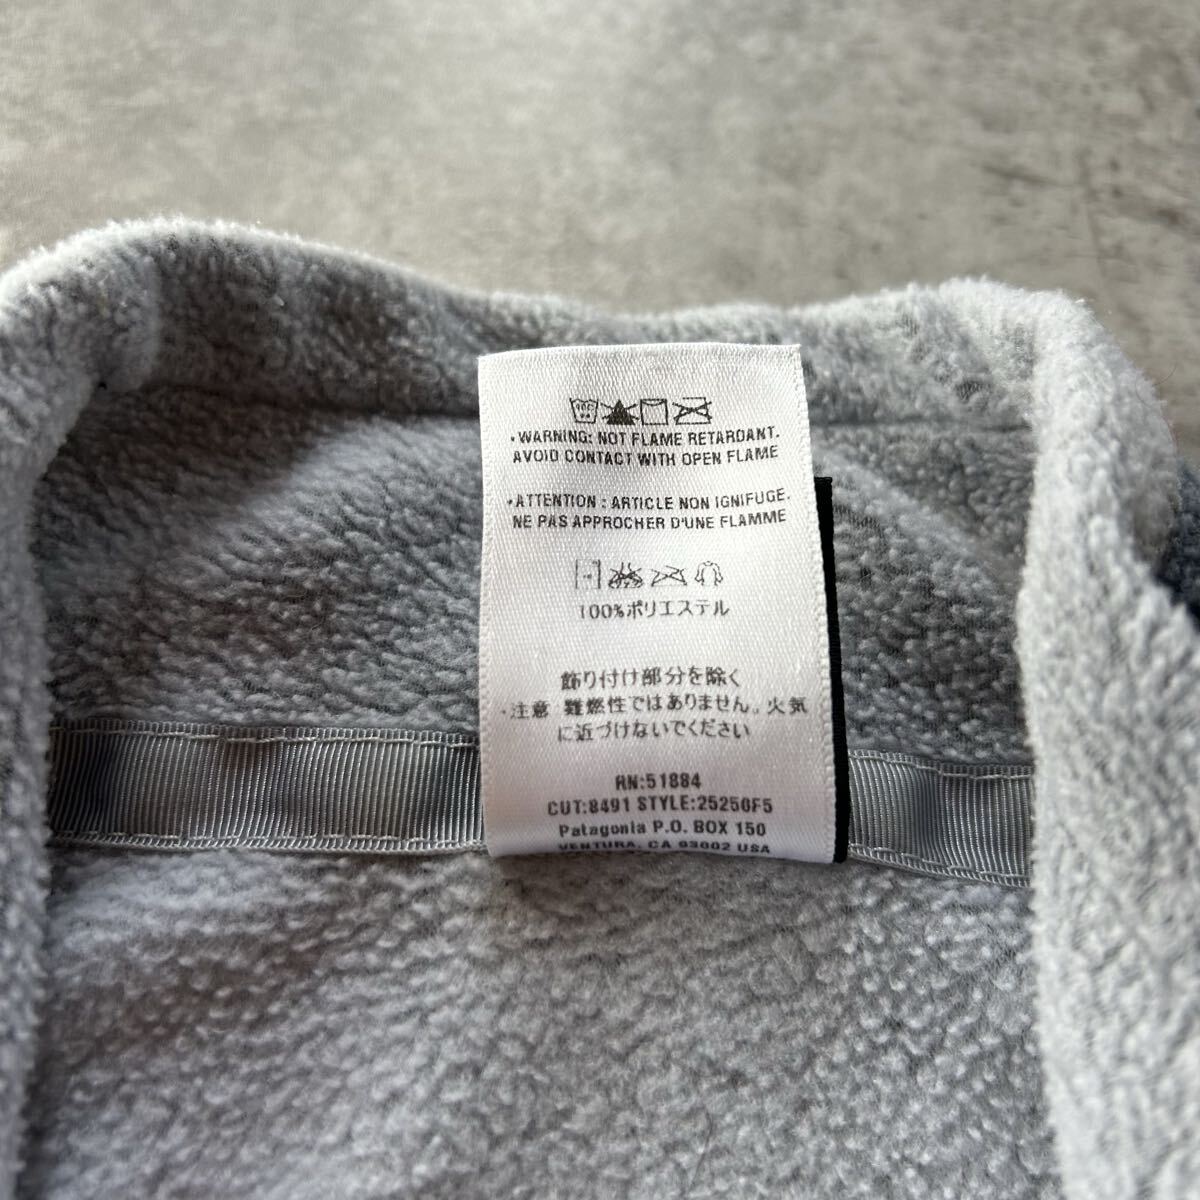 • WARNING: NOT FLAME RETARDANT.
AVOID CONTACT WITH OPEN FLAME
• ATTENTION : ARTICLE NON IGNIFUGE.
NE PAS APPROCHER D'UNE FLAMME
100%ポリエステル
飾り付け部分を除く
・注意 難燃性ではありません。火気
に近づけないでください
RN:51884
CUT:8491 STYLE:25256F5
Patagonia P.O. BOX 150
VENTURA, CA 93002 USA